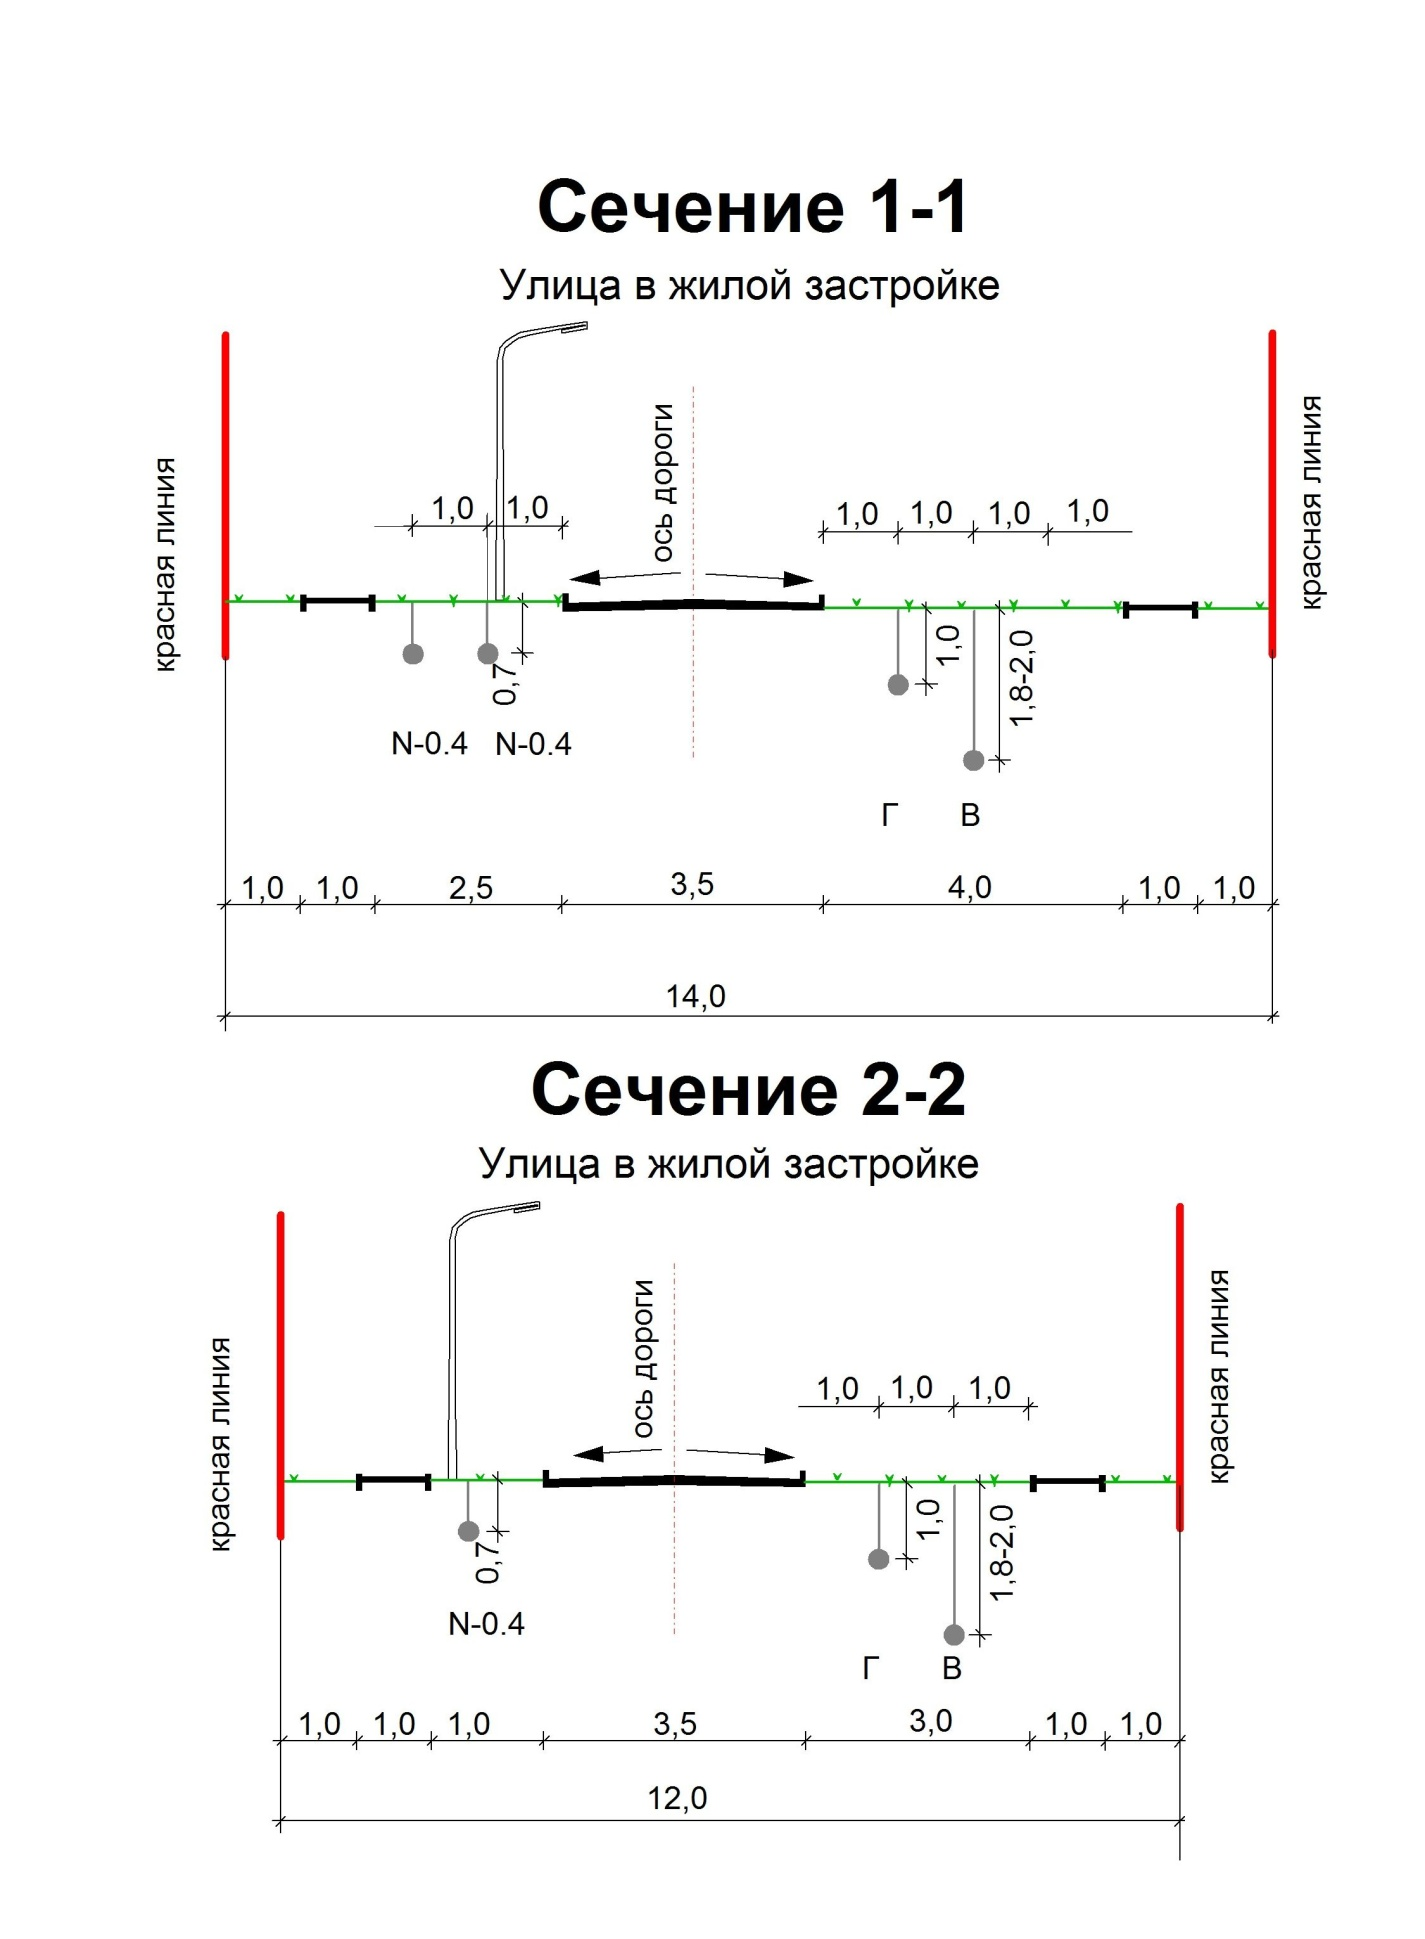 Сечение 1-1
Улица в жилой застройке
красная линия
ось дороги
красная линия
1,0 1,0
1,0 1,0 1,0 1,0
0,7
1,0
1,8-2,0
N-0.4 N-0.4
Г В
1,0 1,0 2,5 3,5 4,0 1,0 1,0
14,0
Сечение 2-2
Улица в жилой застройке
красная линия
ось дороги
красная линия
1,0 1,0 1,0
0,7
1,0
1,8-2,0
N-0.4
Г В
1,0 1,0 1,0 3,5 3,0 1,0 1,0
12,0